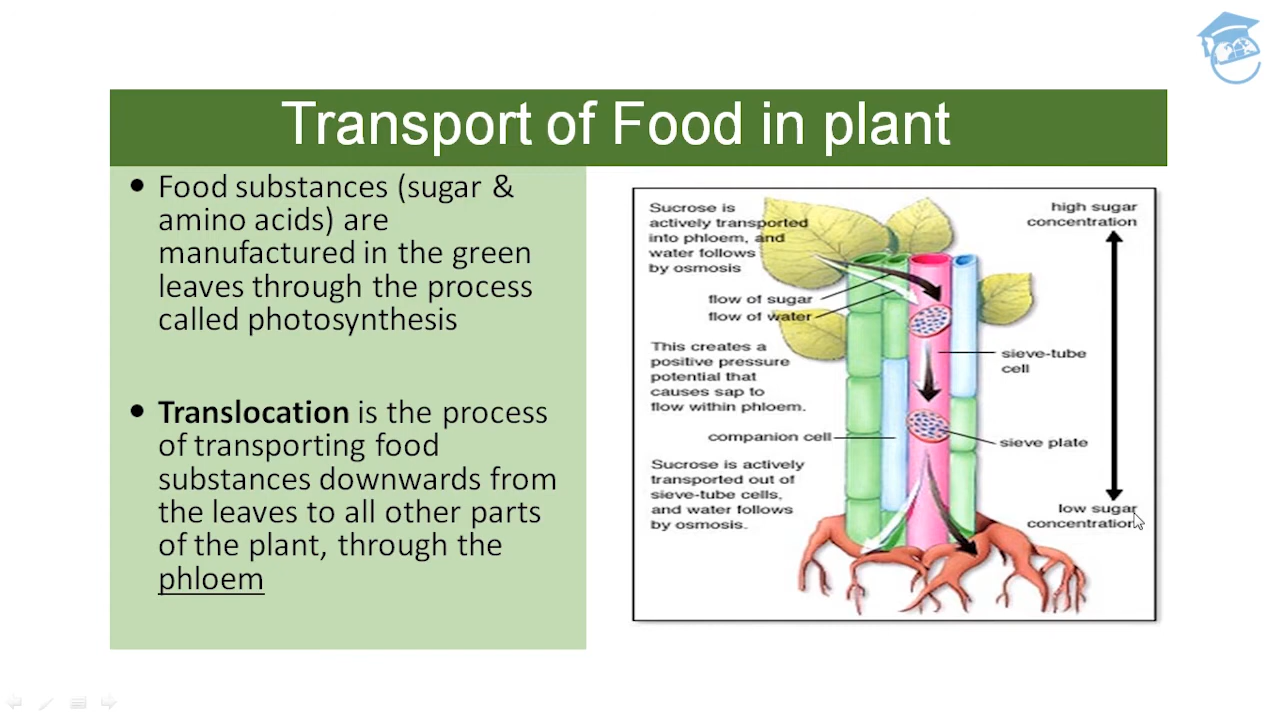 Transport of Food in plant
• Food substances (sugar &
amino acids) are
manufactured in the green
leaves through the process
called photosynthesis
• Translocation is the process
of transporting food
substances downwards from
the leaves to all other parts
of the plant, through the
phloem
Sucrose is
actively transported
into phloem, and
water follows
by osmosis
flow of sugar
flow of water
This creates a
positive pressure
potential that
causes sap to
flow within phloem.
companion cell
Sucrose is actively
transported out of
sieve-tube cells,
and water follows
by osmosis.
high sugar
concentration
sieve-tube
cell
sieve plate
low sugar
concentration